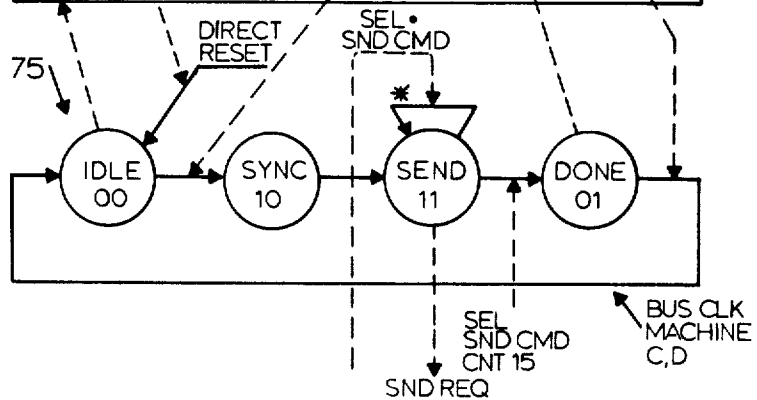 DIRECT
RESET
SEL •
SND CMD
75
*
IDLE
00
SYNC
10
SEND
11
DONE
01
SEL
SND CMD
CNT 15
BUS CLK
MACHINE
C,D
SND REQ